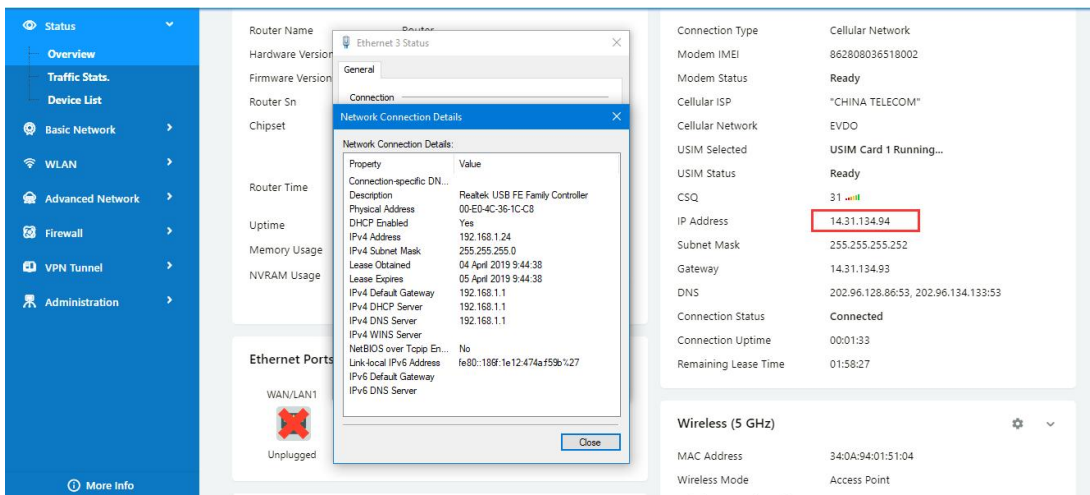 Status
Overview
Traffic Stats.
Device List
Basic Network
WLAN
Advanced Network
Firewall
VPN Tunnel
Administration
More Info
Router Name
Router
Hardware Version
Firmware Version
Router Sn
Chipset
Router Time
Uptime
Memory Usage
NVRAM Usage
Ethernet Ports
WAN/LAN1
Unplugged
Ethernet 3 Status
General
Connection
Network Connection Details
Network Connection Details:
Property Value
Connection-specific DN...
Description Realtek USB FE Family Controller
Physical Address 00-E0-4C-36-1C-C8
DHCP Enabled Yes
IPv4 Address 192.168.1.24
IPv4 Subnet Mask 255.255.255.0
Lease Obtained 04 April 2019 9:44:38
Lease Expires 05 April 2019 9:44:38
IPv4 Default Gateway 192.168.1.1
IPv4 DHCP Server 192.168.1.1
IPv4 DNS Server 192.168.1.1
IPv4 WINS Server
NetBIOS over Tcpip En... No
Link-local IPv6 Address fe80::186f:1e12:474a:f59b%27
IPv6 Default Gateway
IPv6 DNS Server
Close
Connection Type Cellular Network
Modem IMEI 862808036518002
Modem Status Ready
Cellular ISP "CHINA TELECOM"
Cellular Network EVDO
USIM Selected USIM Card 1 Running...
USIM Status Ready
CSQ 31
IP Address 14.31.134.94
Subnet Mask 255.255.255.252
Gateway 14.31.134.93
DNS 202.96.128.86:53, 202.96.134.133:53
Connection Status Connected
Connection Uptime 00:01:33
Remaining Lease Time 01:58:27
Wireless (5 GHz)
MAC Address 34:0A:94:01:51:04
Wireless Mode Access Point